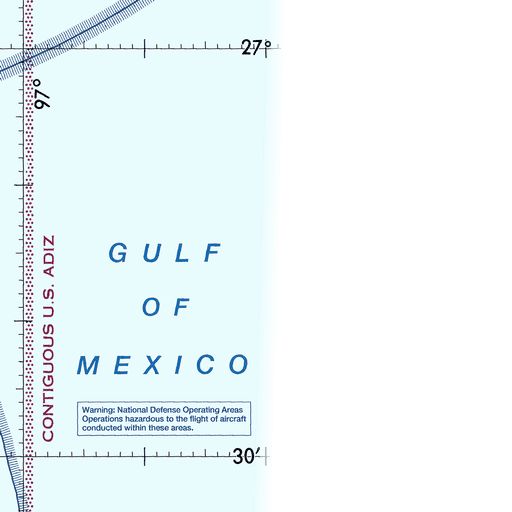 27°
97°
CONTIGUOUS U.S. ADIZ
GULF
OF
MEXICO
Warning: National Defense Operating Areas
Operations hazardous to the flight of aircraft
conducted within these areas.
30′